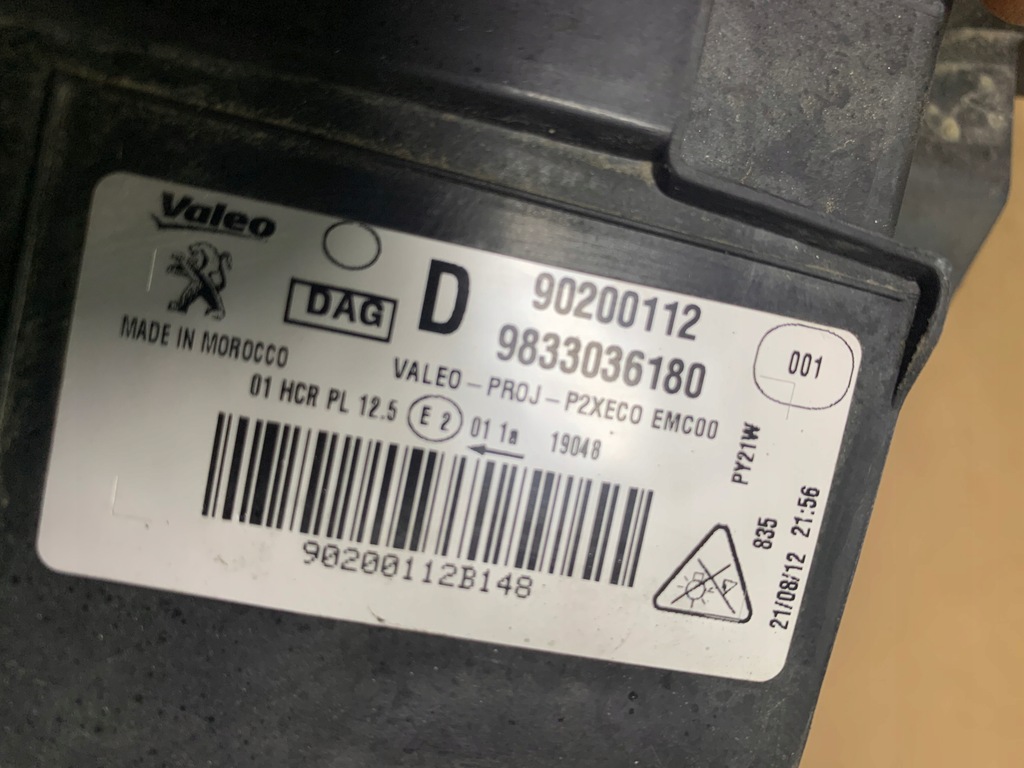 Valeo
DAG
D
90200112
9833036180
001
MADE IN MOROCCO
VALEO-PROJ-P2XECO EMC00
01 HCR PL 12.5
E 2
01 1a
19048
PY21W
90200112B148
835
21/08/12 21:56